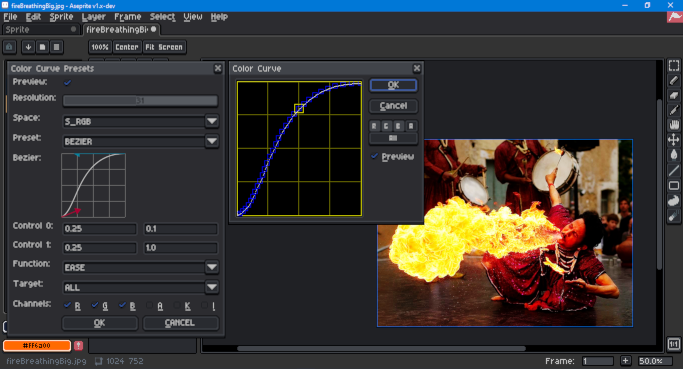 fireBreathingBig.jpg - Aseprite v1.x-dev
File Edit Sprite Layer Frame Select View Help
Sprite fireBreathingBi
100% Center Fit Screen
Color Curve Presets
Preview:
Resolution:
Space: S_RGB
Preset: BEZIER
Bezier:
Control 0: 0.25 0.1
Control 1: 0.25 1.0
Function: EASE
Target: ALL
Channels: R G B A K I
OK CANCEL
Color Curve
OK
Cancel
Preview
#ff6a00
fireBreathingBig.jpg 1024 752
Frame: 1 + 50.0%
1:1